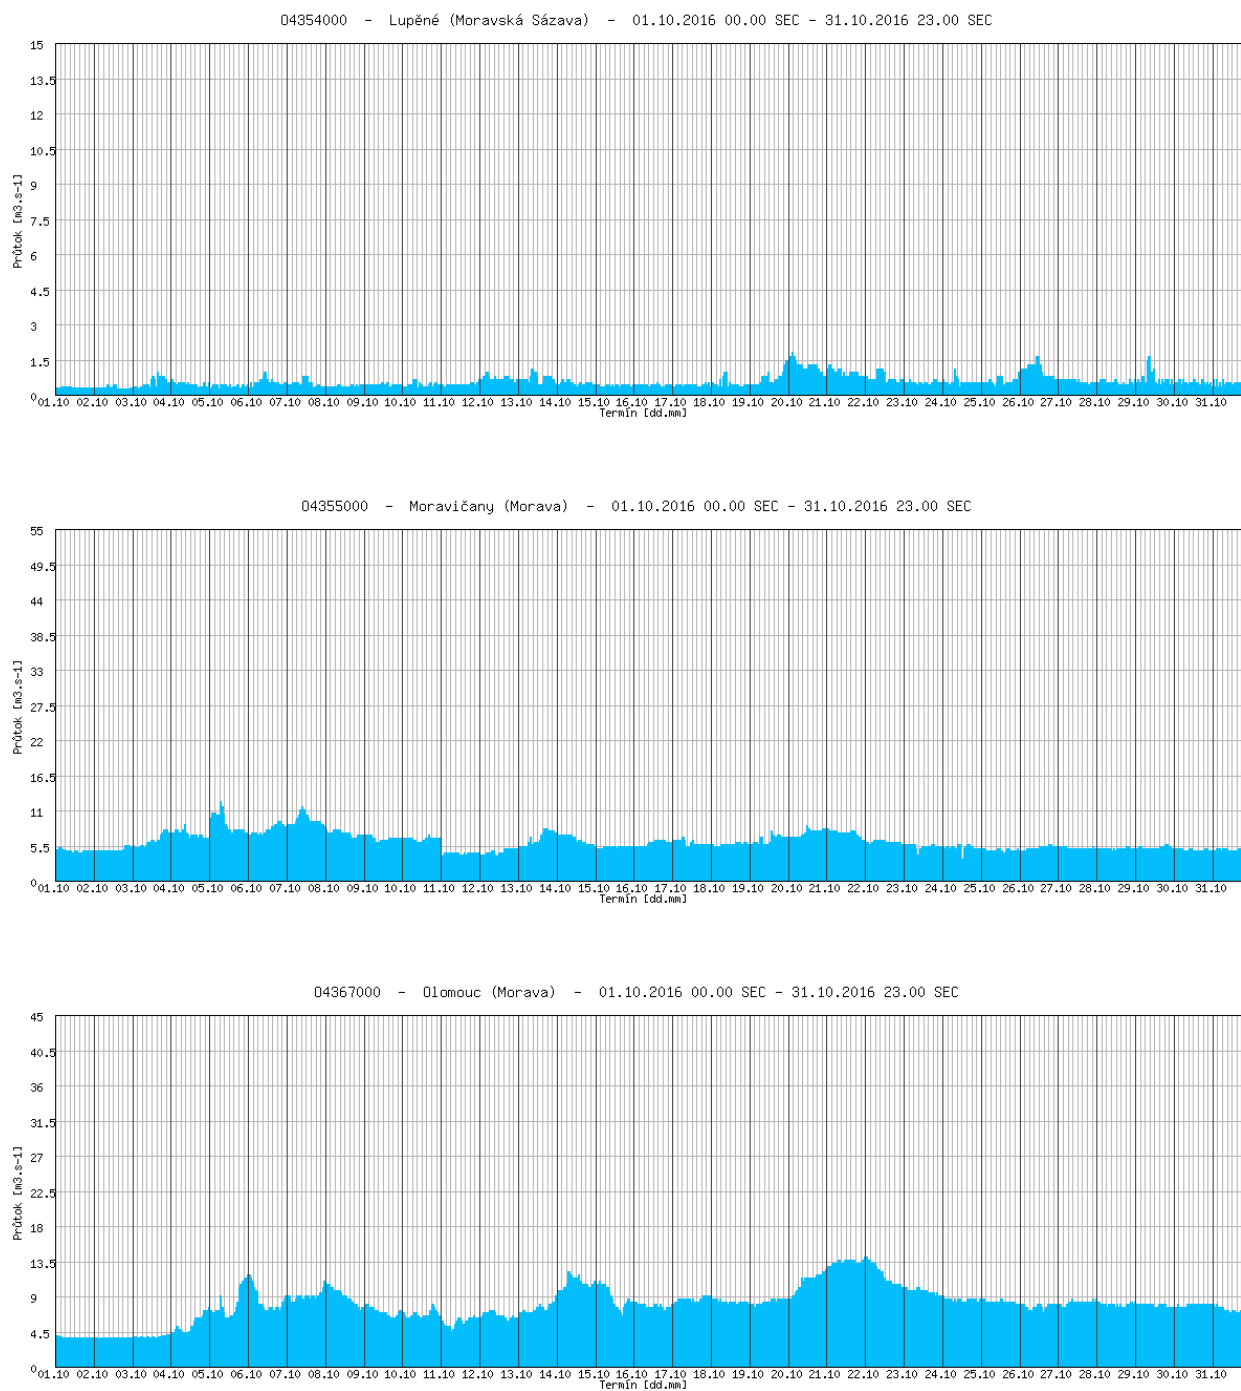 04354000  -  Lupěné (Moravská Sázava)  -  01.10.2016 00.00 SEC - 31.10.2016 23.00 SEC
15
13.5
12
10.5
9
7.5
6
4.5
3
1.5
0
Průtok [m3.s-1]
01.10 02.10 03.10 04.10 05.10 06.10 07.10 08.10 09.10 10.10 11.10 12.10 13.10 14.10 15.10 16.10 17.10 18.10 19.10 20.10 21.10 22.10 23.10 24.10 25.10 26.10 27.10 28.10 29.10 30.10 31.10
Termín [dd.mm]
04355000  -  Moravičany (Morava)  -  01.10.2016 00.00 SEC - 31.10.2016 23.00 SEC
55
49.5
44
38.5
33
27.5
22
16.5
11
5.5
0
Průtok [m3.s-1]
01.10 02.10 03.10 04.10 05.10 06.10 07.10 08.10 09.10 10.10 11.10 12.10 13.10 14.10 15.10 16.10 17.10 18.10 19.10 20.10 21.10 22.10 23.10 24.10 25.10 26.10 27.10 28.10 29.10 30.10 31.10
Termín [dd.mm]
04367000  -  Olomouc (Morava)  -  01.10.2016 00.00 SEC - 31.10.2016 23.00 SEC
45
40.5
36
31.5
27
22.5
18
13.5
9
4.5
0
Průtok [m3.s-1]
01.10 02.10 03.10 04.10 05.10 06.10 07.10 08.10 09.10 10.10 11.10 12.10 13.10 14.10 15.10 16.10 17.10 18.10 19.10 20.10 21.10 22.10 23.10 24.10 25.10 26.10 27.10 28.10 29.10 30.10 31.10
Termín [dd.mm]